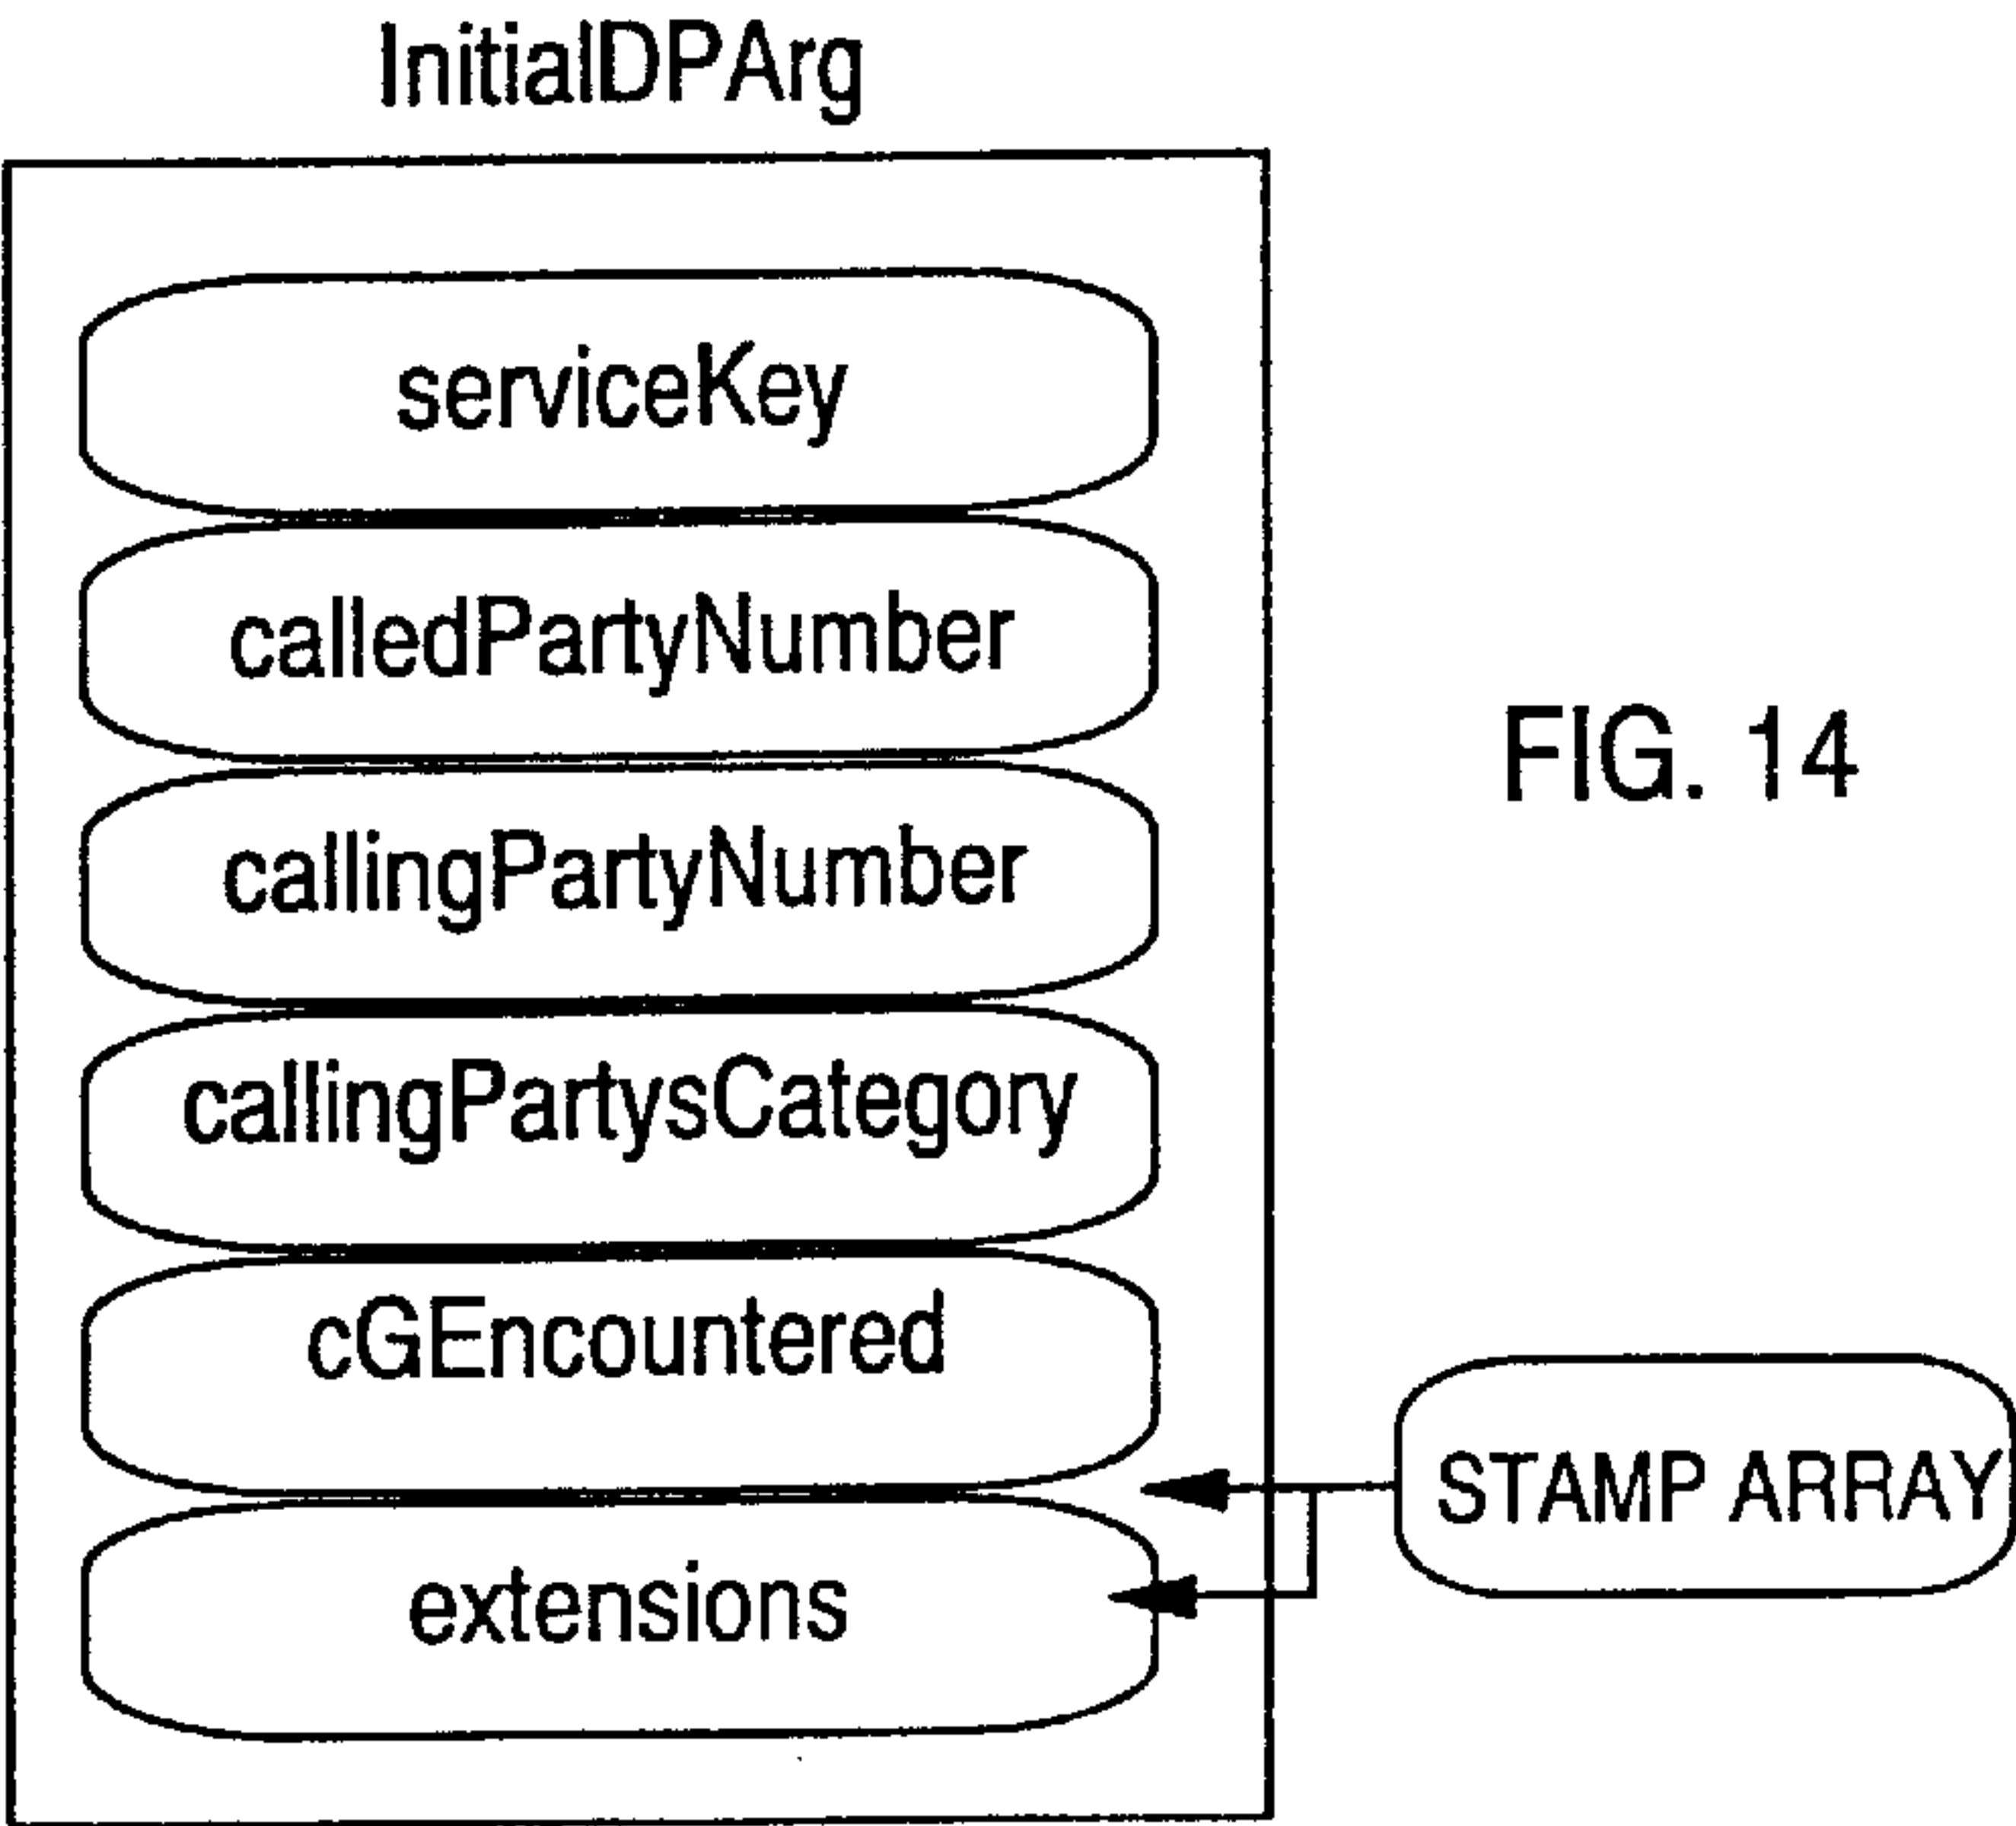 InitialDPArg
serviceKey
calledPartyNumber
callingPartyNumber
callingPartysCategory
cGEncountered
extensions
STAMP ARRAY
FIG. 14